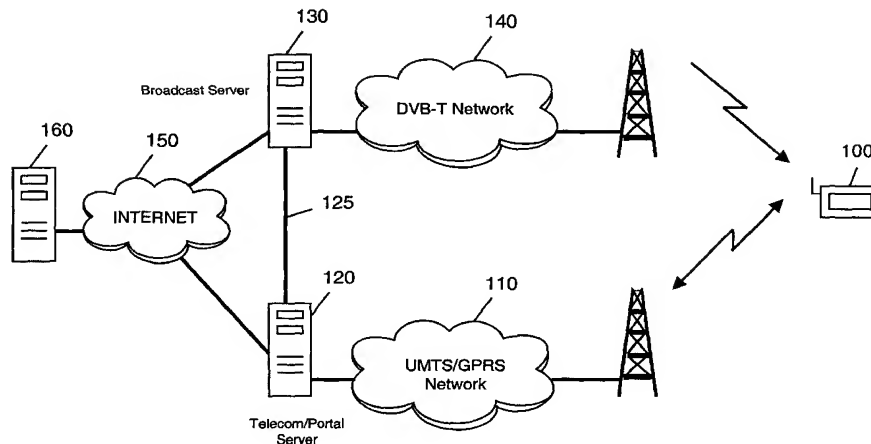 130
140
Broadcast Server
DVB-T Network
160
150
100
INTERNET
125
120
110
UMTS/GPRS
Network
Telecom/Portal
Server